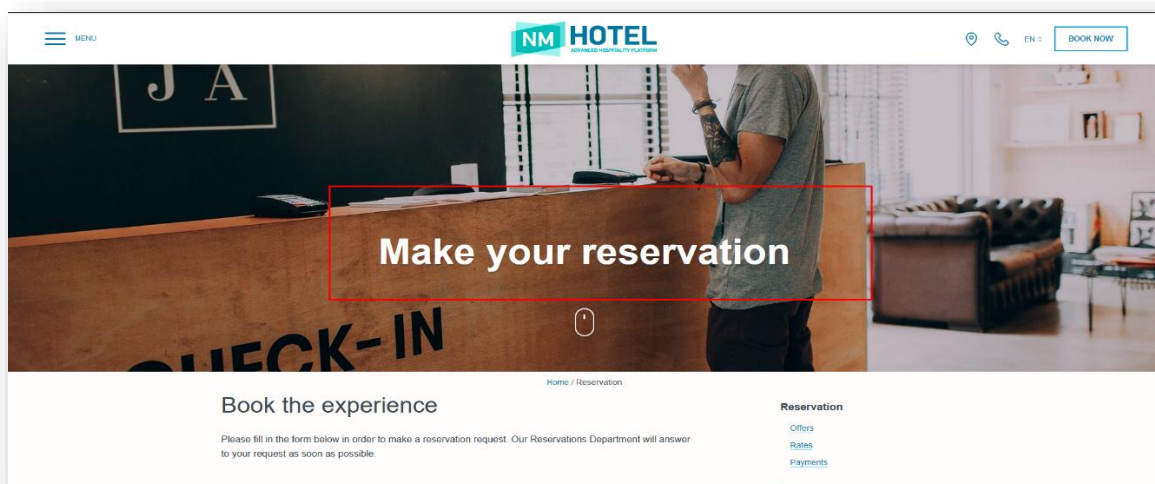 MENU
NM HOTEL
ADVANCED HOSPITALITY PLATFORM
EN
BOOK NOW
J A
Make your reservation
CHECK-IN
Home / Reservation
Book the experience
Please fill in the form below in order to make a reservation request. Our Reservations Department will answer
to your request as soon as possible.
Reservation
Offers
Rates
Payments